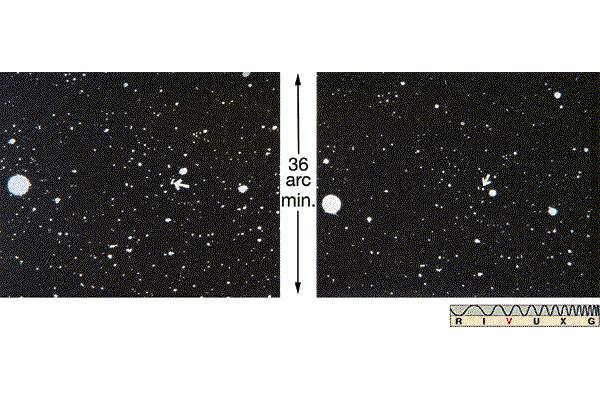 36
arc
min.
R I V U X G